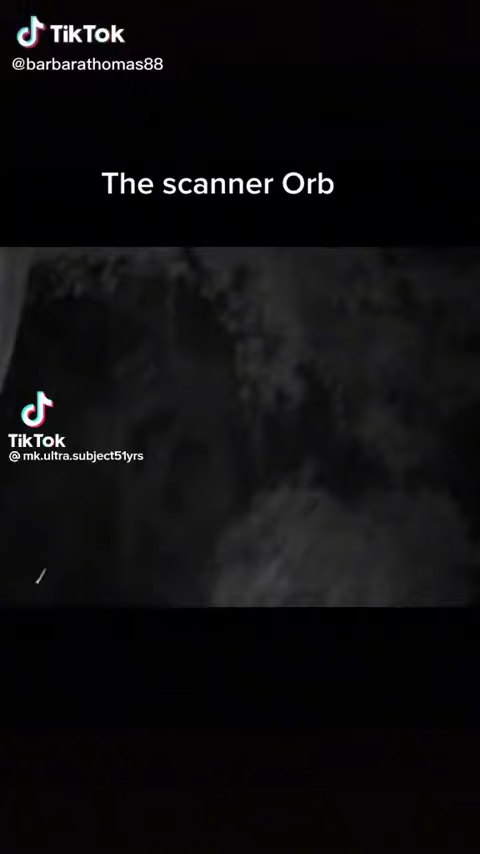 TikTok
@barbarathomas88
The scanner Orb
TikTok
@ mk.ultra.subject51yrs